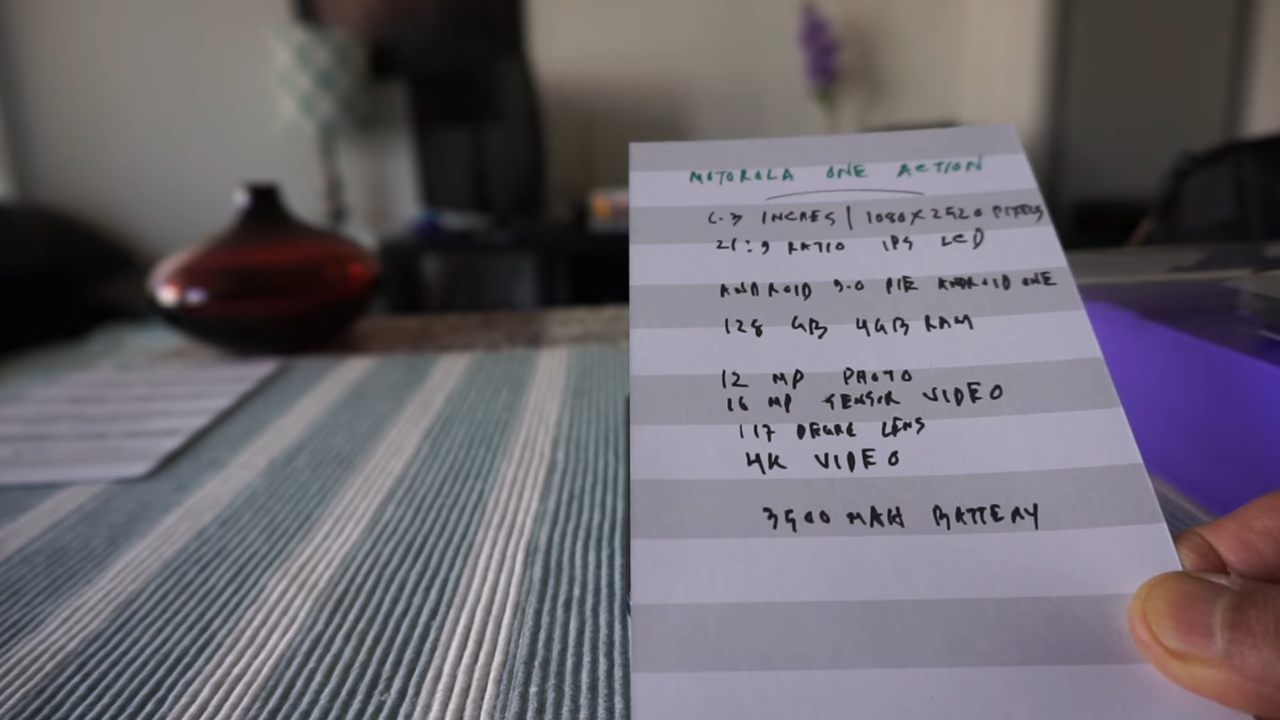 MOTOROLA ONE ACTION
6.3 INCHES | 1080X2520 PIXELS
21:9 RATIO IPS LCD
ANDROID 9.0 PIE ANDROID ONE
128 GB 4GB RAM
12 MP PHOTO
16 MP SENSOR VIDEO
117 DEGRE LENS
4K VIDEO
3500 MAH BATTERY